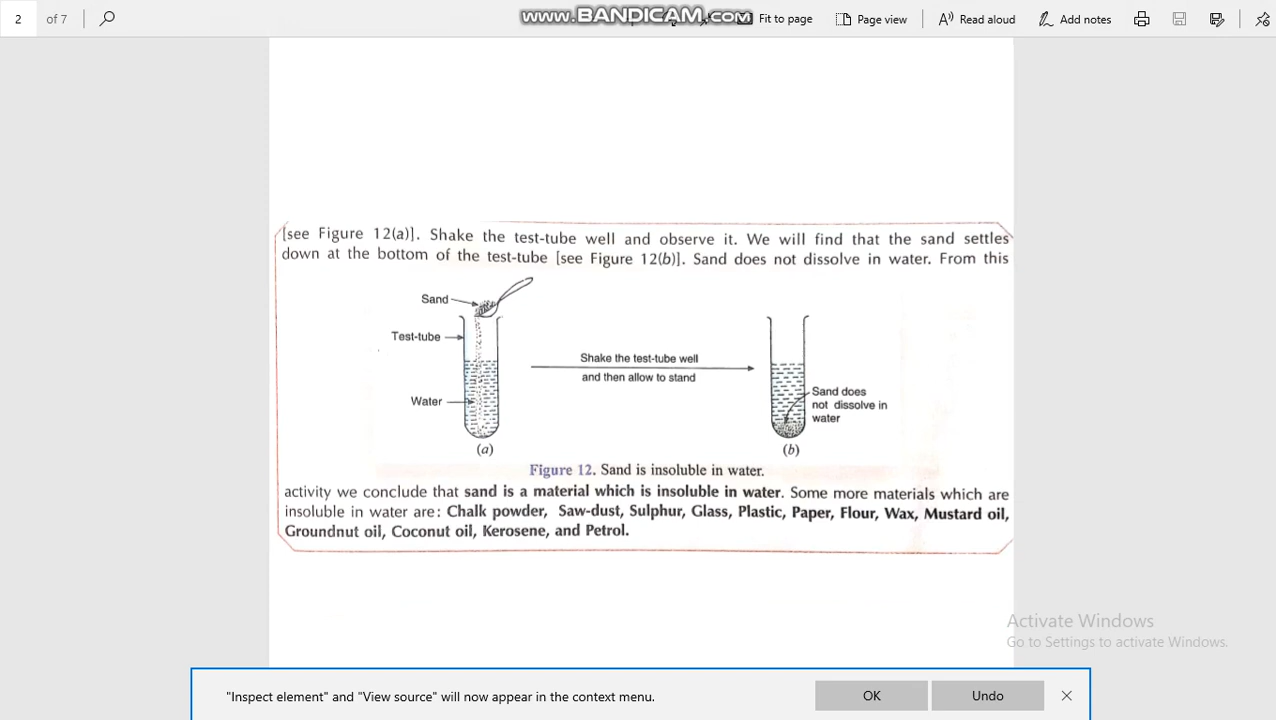 2 of 7
www.BANDICAM.com
Fit to page
Page view
Read aloud
Add notes
[see Figure 12(a)]. Shake the test-tube well and observe it. We will find that the sand settles
down at the bottom of the test-tube [see Figure 12(b)]. Sand does not dissolve in water. From this
Sand
Test-tube
Water
(a)
Shake the test-tube well
and then allow to stand
Sand does
not dissolve in
water
(b)
Figure 12. Sand is insoluble in water.
activity we conclude that sand is a material which is insoluble in water. Some more materials which are
insoluble in water are: Chalk powder, Saw-dust, Sulphur, Glass, Plastic, Paper, Flour, Wax, Mustard oil,
Groundnut oil, Coconut oil, Kerosene, and Petrol.
Activate Windows
Go to Settings to activate Windows.
"Inspect element" and "View source" will now appear in the context menu.
OK
Undo